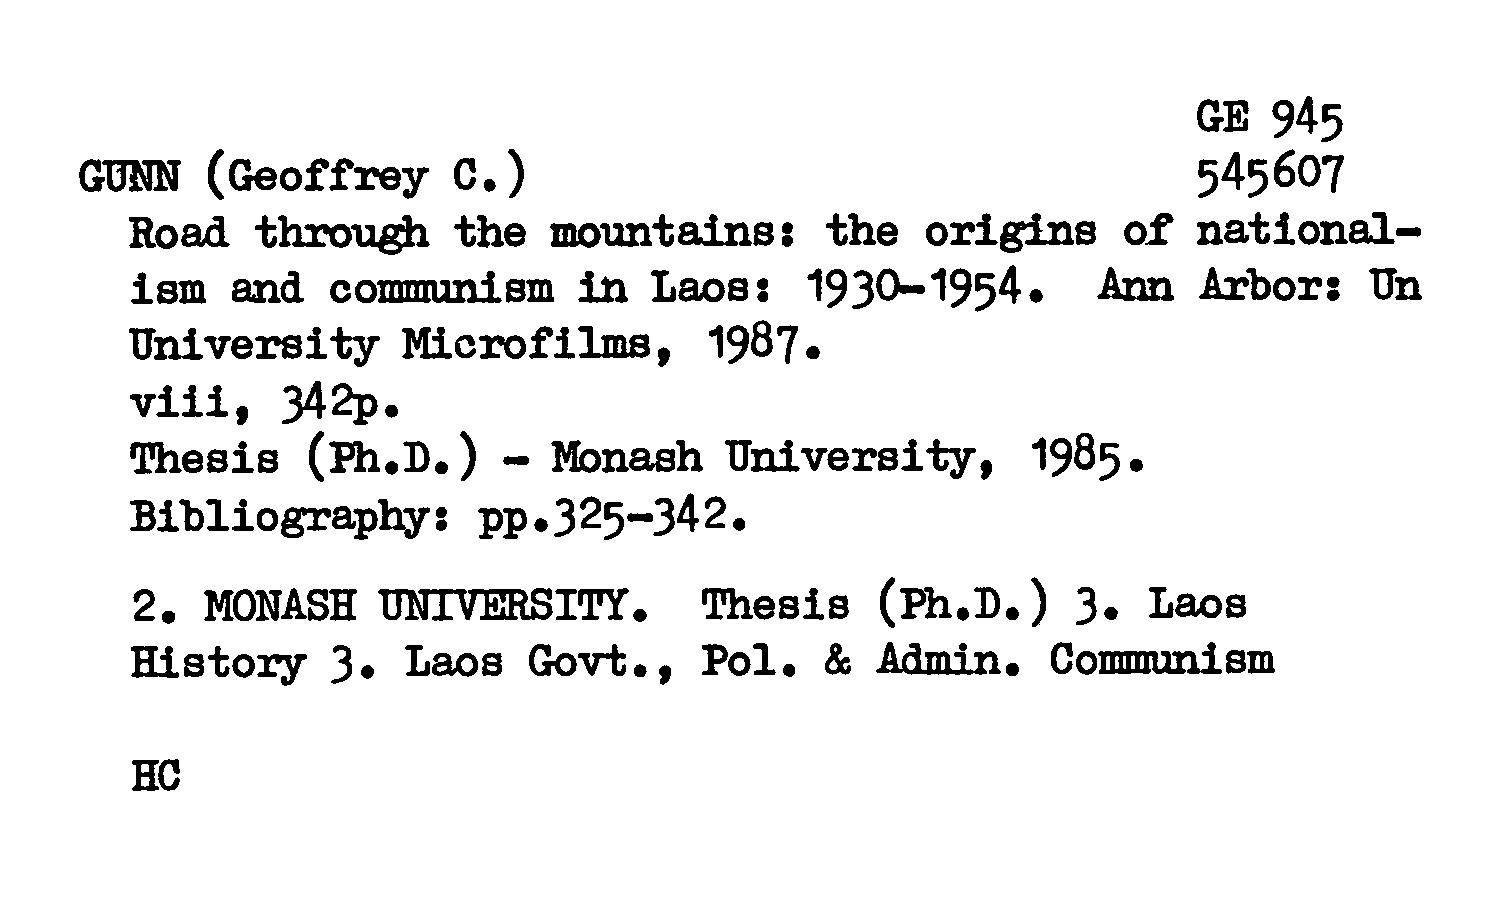 GE 945
GUNN (Geoffrey C.) 545607
Road through the mountains: the origins of national-
ism and communism in Laos: 1930-1954. Ann Arbor: Un
University Microfilms, 1987.
viii, 342p.
Thesis (Ph.D.) - Monash University, 1985.
Bibliography: pp.325-342.
2. MONASH UNIVERSITY. Thesis (Ph.D.) 3. Laos
History 3. Laos Govt., Pol. & Admin. Communism
HC